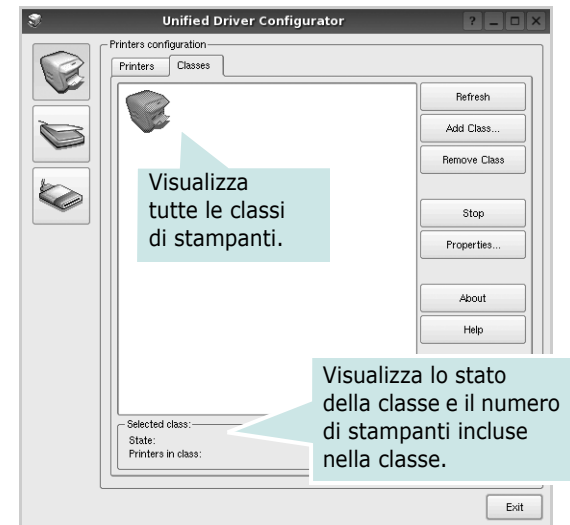 Unified Driver Configurator
Printers configuration
Printers
Classes
Refresh
Add Class...
Remove Class
Visualizza
tutte le classi
di stampanti.
Stop
Properties...
About
Help
Visualizza lo stato
della classe e il numero
di stampanti incluse
nella classe.
Selected class:
State:
Printers in class:
Exit